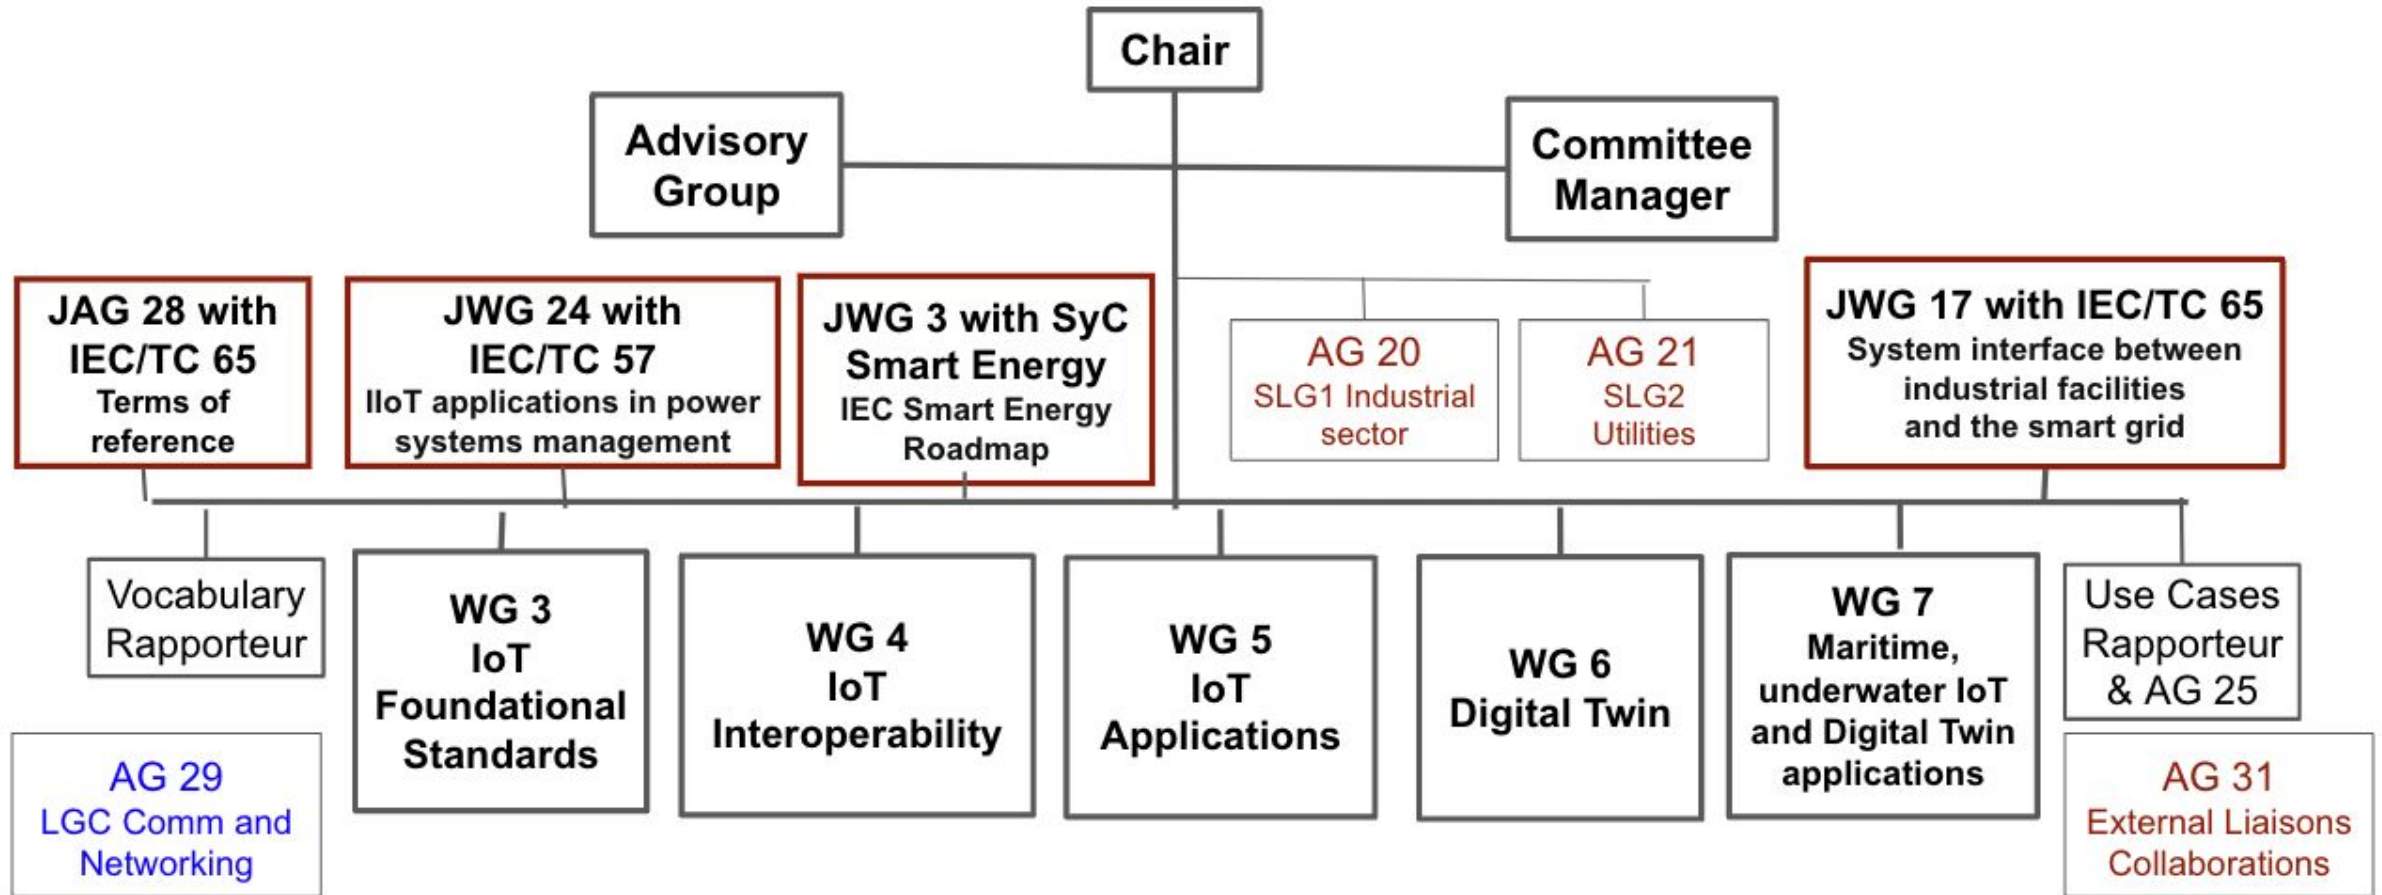 Chair
Advisory
Group
Committee
Manager
JAG 28 with
IEC/TC 65
Terms of
reference
JWG 24 with
IEC/TC 57
IIoT applications in power
systems management
JWG 3 with SyC
Smart Energy
IEC Smart Energy
Roadmap
AG 20
SLG1 Industrial
sector
AG 21
SLG2
Utilities
JWG 17 with IEC/TC 65
System interface between
industrial facilities
and the smart grid
Vocabulary
Rapporteur
WG 3
IoT
Foundational
Standards
WG 4
IoT
Interoperability
WG 5
IoT
Applications
WG 6
Digital Twin
WG 7
Maritime,
underwater IoT
and Digital Twin
applications
Use Cases
Rapporteur
& AG 25
AG 29
LGC Comm and
Networking
AG 31
External Liaisons
Collaborations